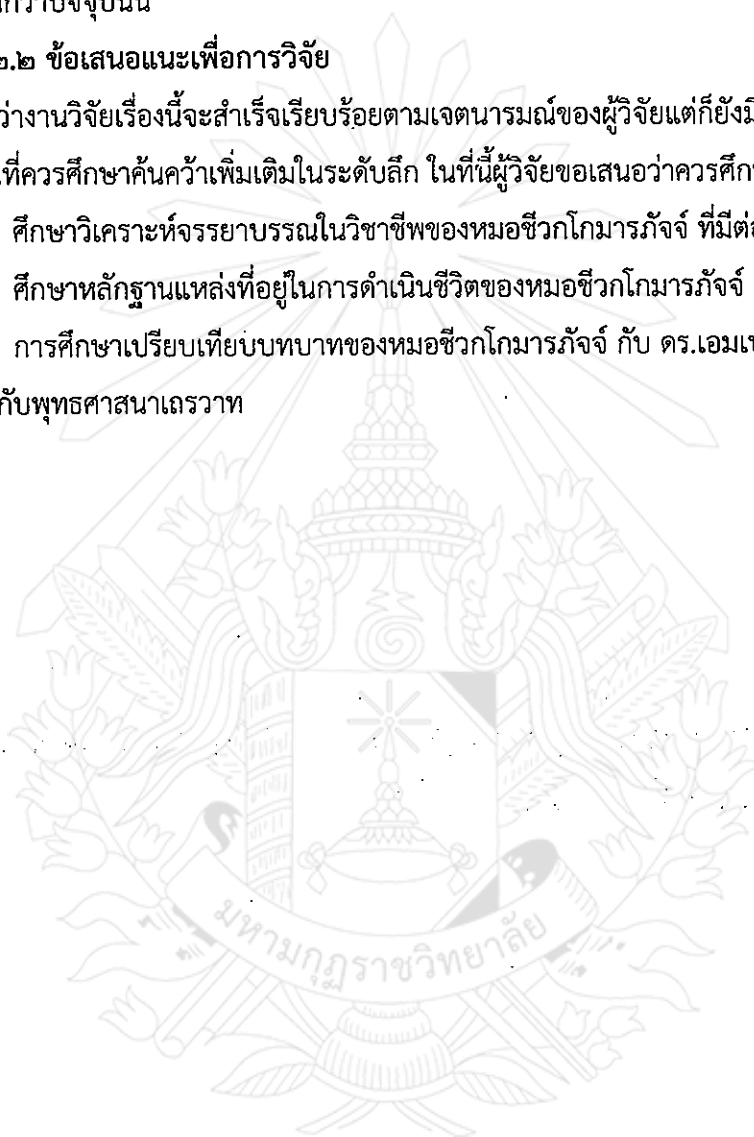 กว่าปัจจุบันนี้
๒.๒ ข้อเสนอแนะเพื่อการวิจัย
ว่างานวิจัยเรื่องนี้จะสำเร็จเรียบร้อยตามเจตนารมณ์ของผู้วิจัยแต่ก็ยังมี
ที่ควรศึกษาค้นคว้าเพิ่มเติมในระดับลึก ในที่นี้ผู้วิจัยขอเสนอว่าควรศึกษ
ศึกษาวิเคราะห์จรรยาบรรณในวิชาชีพของหมอชีวกโกมารภัจจ์ ที่มีต่อ
ศึกษาหลักฐานแหล่งที่อยู่ในการดำเนินชีวิตของหมอชีวกโกมารภัจจ์
การศึกษาเปรียบเทียบบทบาทของหมอชีวกโกมารภัจจ์ กับ ดร.เอมเบ
กับพุทธศาสนาเถรวาท
มหามกุฏราชวิทยาลัย